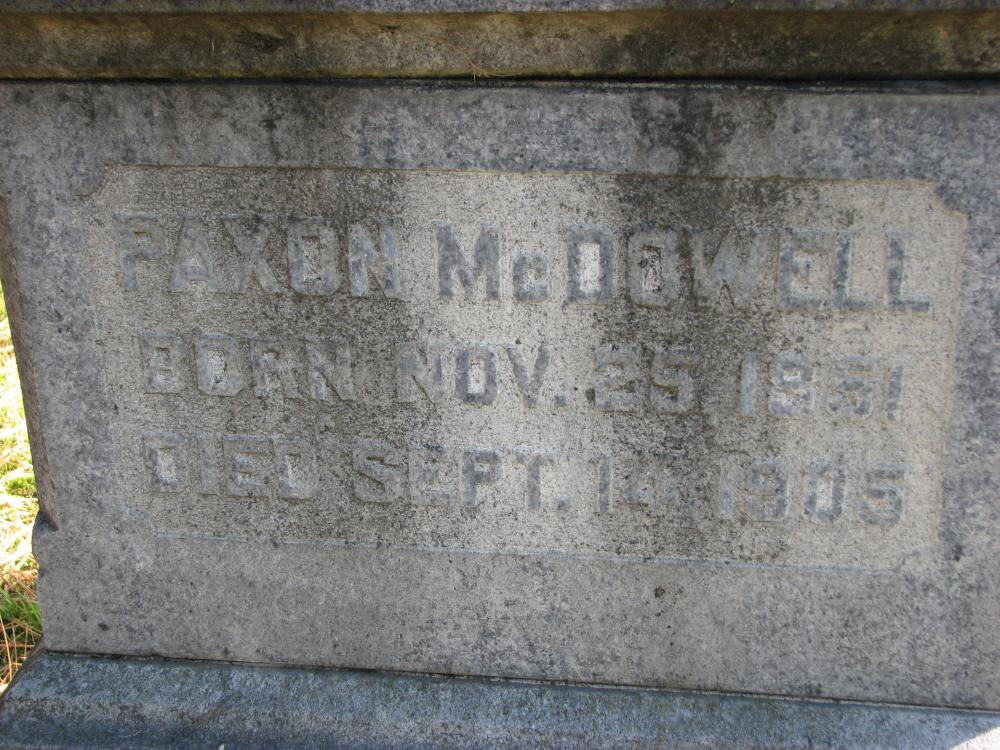 PAXON McDOWELL
BORN NOV. 25, 1851
DIED SEPT. 14, 1905